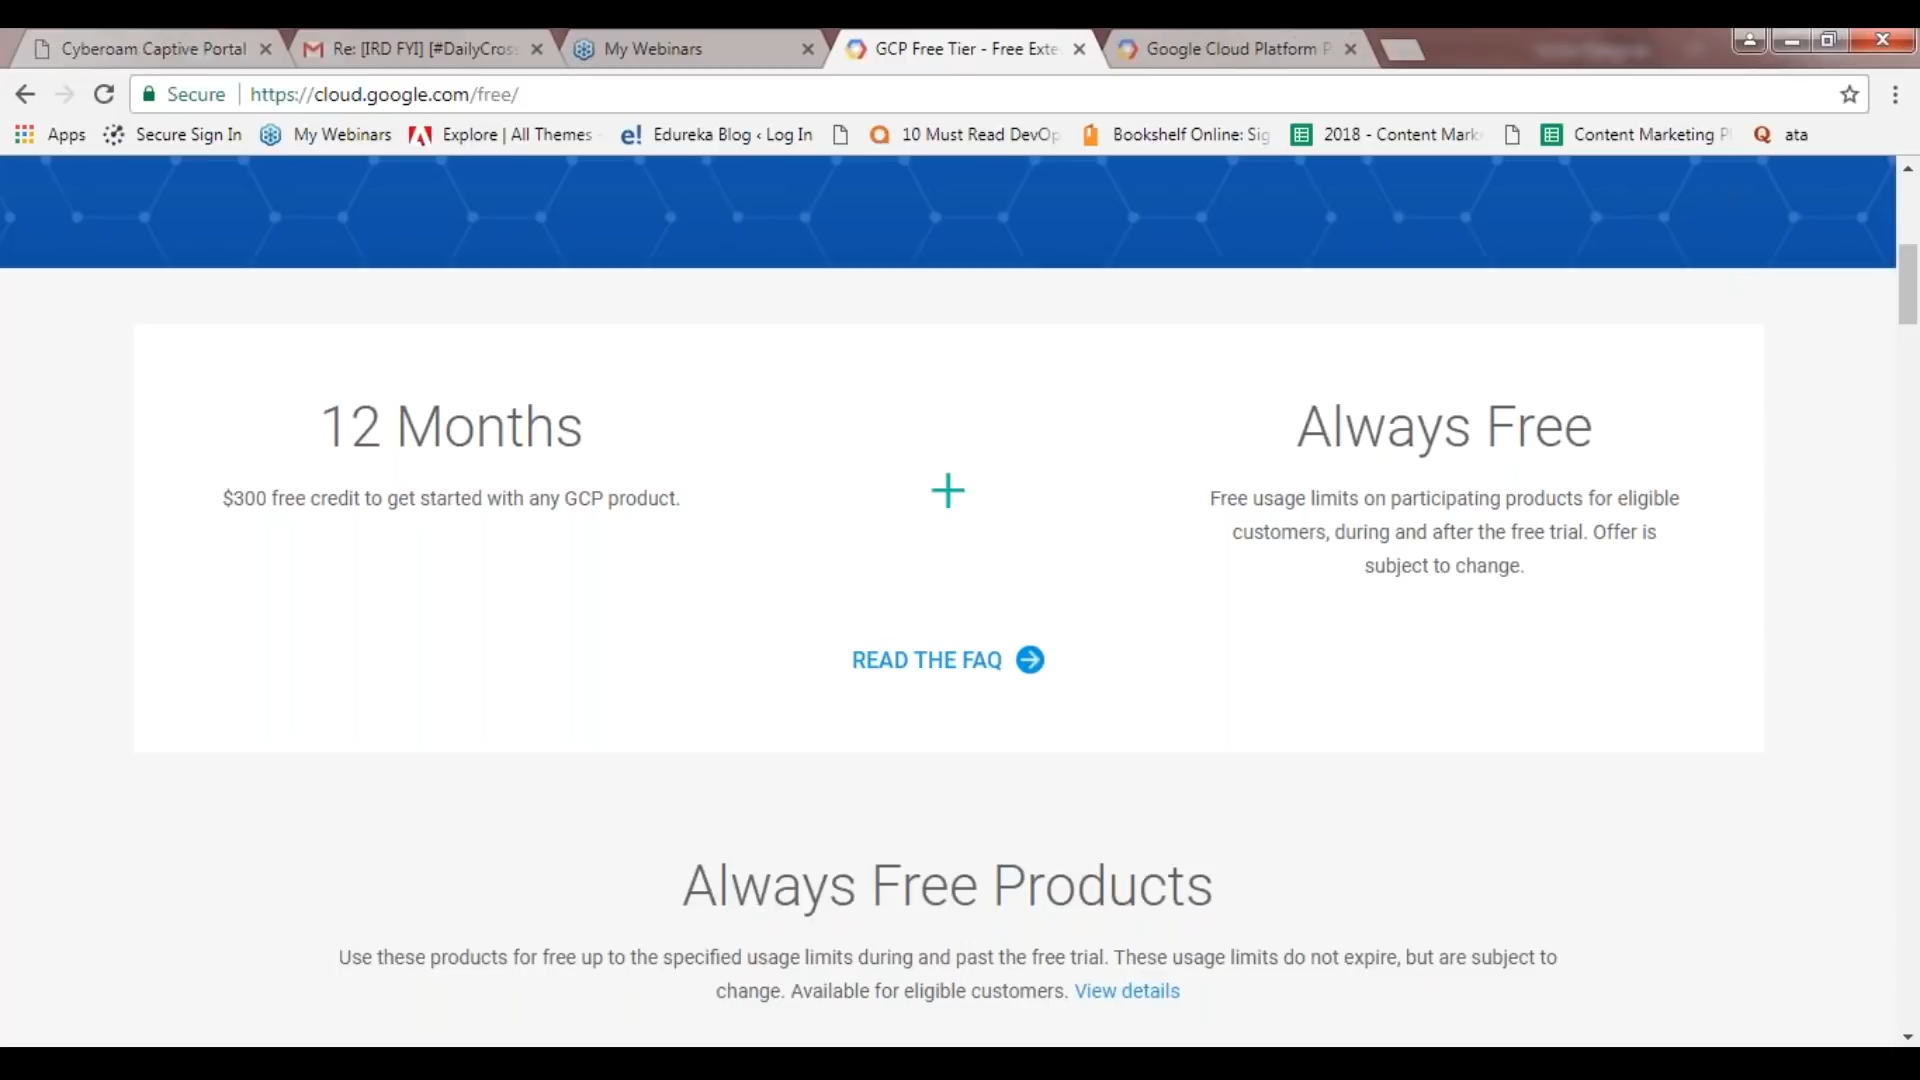 Cyberoam Captive Portal
Re: [IRD FYI] [#DailyCros
My Webinars
GCP Free Tier - Free Exte
Google Cloud Platform P
Secure
https://cloud.google.com/free/
Apps
Secure Sign In
My Webinars
Explore | All Themes
e!
Edureka Blog ‹ Log In
10 Must Read DevOp
Bookshelf Online: Sig
2018 - Content Mark
Content Marketing P
ata
12 Months
$300 free credit to get started with any GCP product.
Always Free
Free usage limits on participating products for eligible
customers, during and after the free trial. Offer is
subject to change.
READ THE FAQ
Always Free Products
Use these products for free up to the specified usage limits during and past the free trial. These usage limits do not expire, but are subject to
change. Available for eligible customers. View details